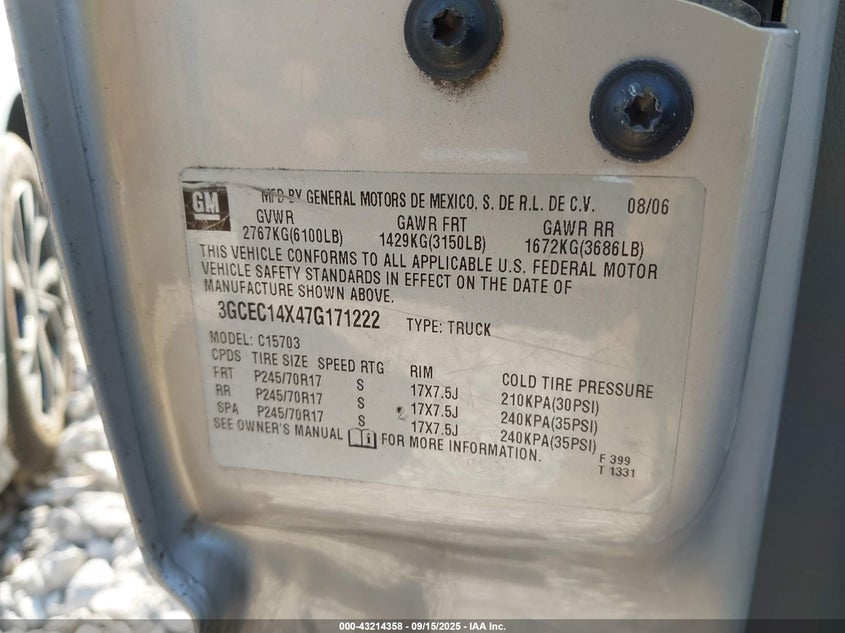 GM
MFD BY GENERAL MOTORS DE MEXICO, S. DE R.L. DE C.V. 08/06
GVWR GAWR FRT GAWR RR
2767KG(6100LB) 1429KG(3150LB) 1672KG(3686LB)
THIS VEHICLE CONFORMS TO ALL APPLICABLE U.S. FEDERAL MOTOR
VEHICLE SAFETY STANDARDS IN EFFECT ON THE DATE OF
MANUFACTURE SHOWN ABOVE.
3GCEC14X47G171222 TYPE: TRUCK
MODEL: C15703
CPDS TIRE SIZE SPEED RTG RIM COLD TIRE PRESSURE
FRT P245/70R17 S 17X7.5J 210KPA(30PSI)
RR P245/70R17 S 17X7.5J 240KPA(35PSI)
SPA P245/70R17 S 17X7.5J 240KPA(35PSI)
SEE OWNER'S MANUAL FOR MORE INFORMATION.
F 399
T 1331
000-43214358 - 09/15/2025 - IAA Inc.